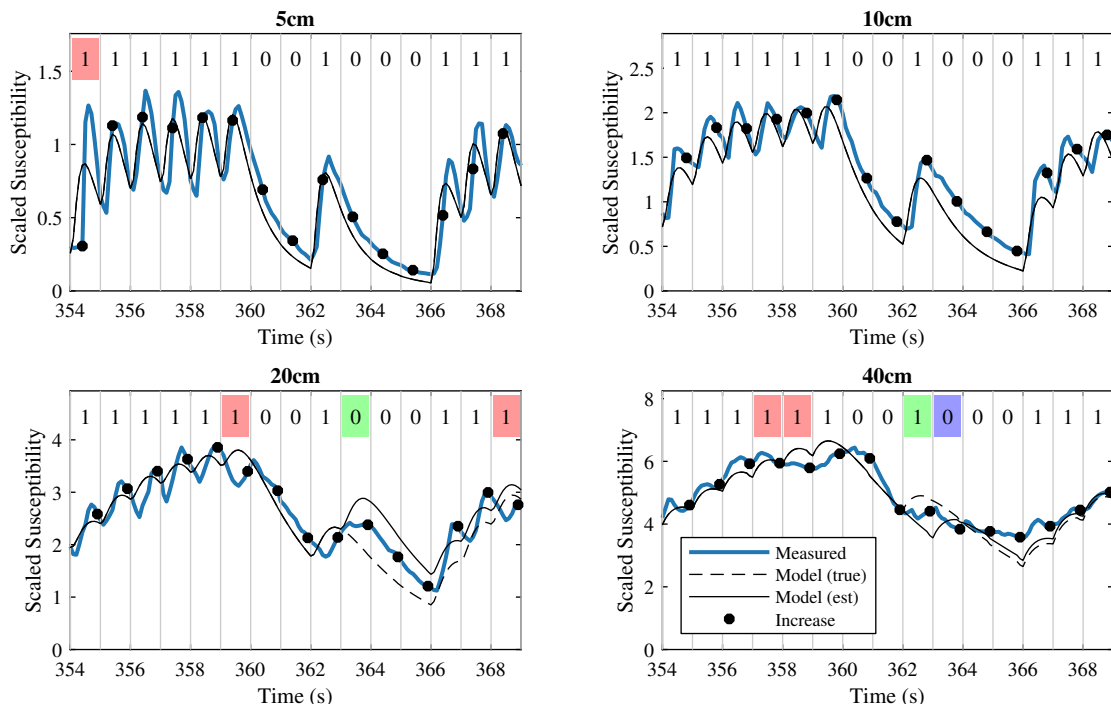 5cm
1 1 1 1 1 1 0 0 1 0 0 0 1 1 1
Scaled Susceptibility
1.5
1
0.5
0
354 356 358 360 362 364 366 368
Time (s)
10cm
1 1 1 1 1 1 0 0 1 0 0 0 1 1 1
Scaled Susceptibility
2.5
2
1.5
1
0.5
0
354 356 358 360 362 364 366 368
Time (s)
20cm
1 1 1 1 1 1 0 0 1 0 0 0 1 1 1
Scaled Susceptibility
4
3
2
1
0
354 356 358 360 362 364 366 368
Time (s)
40cm
1 1 1 1 1 1 0 0 1 0 0 0 1 1 1
Scaled Susceptibility
8
6
4
2
0
Measured
Model (true)
Model (est)
Increase
354 356 358 360 362 364 366 368
Time (s)